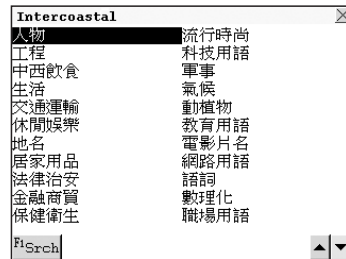 Intercoastal
人物
工程
中西飲食
生活
交通運輸
休閒娛樂
地名
居家用品
法律治安
金融商貿
保健衛生
流行時尚
科技用語
軍事
氣候
動植物
教育用語
電影片名
網路用語
語詞
數理化
職場用語
F1Srch